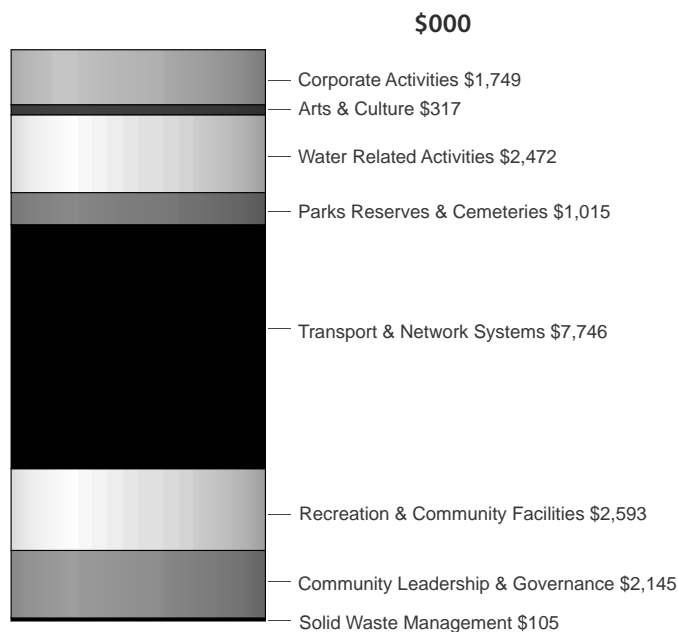 $000
Corporate Activities $1,749
Arts & Culture $317
Water Related Activities $2,472
Parks Reserves & Cemeteries $1,015
Transport & Network Systems $7,746
Recreation & Community Facilities $2,593
Community Leadership & Governance $2,145
Solid Waste Management $105